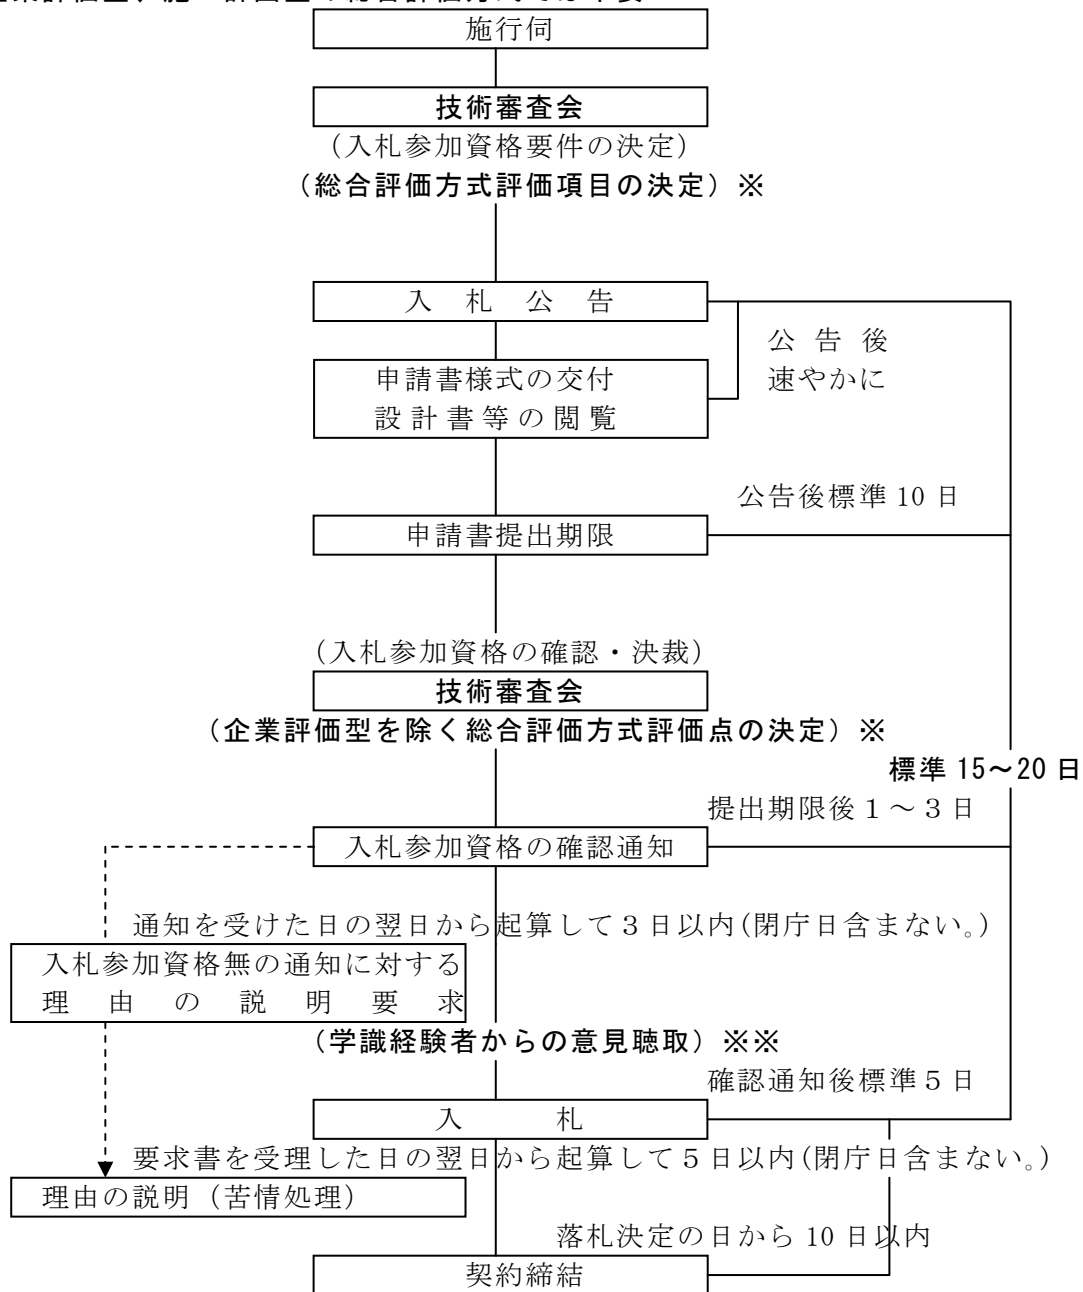 施行伺
技術審査会
（入札参加資格要件の決定）
（総合評価方式評価項目の決定）※
入　札　公　告
公 告 後
速やかに
申請書様式の交付
設計書等の閲覧
公告後標準 10 日
申請書提出期限
（入札参加資格の確認・決裁）
技術審査会
（企業評価型を除く総合評価方式評価点の決定）※
標準 15～20 日
提出期限後１～３日
入札参加資格の確認通知
通知を受けた日の翌日から起算して３日以内(閉庁日含まない。)
入札参加資格無の通知に対する
理　由　の　説　明　要　求
（学識経験者からの意見聴取）※※
確認通知後標準５日
入　　　札
要求書を受理した日の翌日から起算して５日以内(閉庁日含まない。)
理由の説明（苦情処理）
落札決定の日から 10 日以内
契約締結